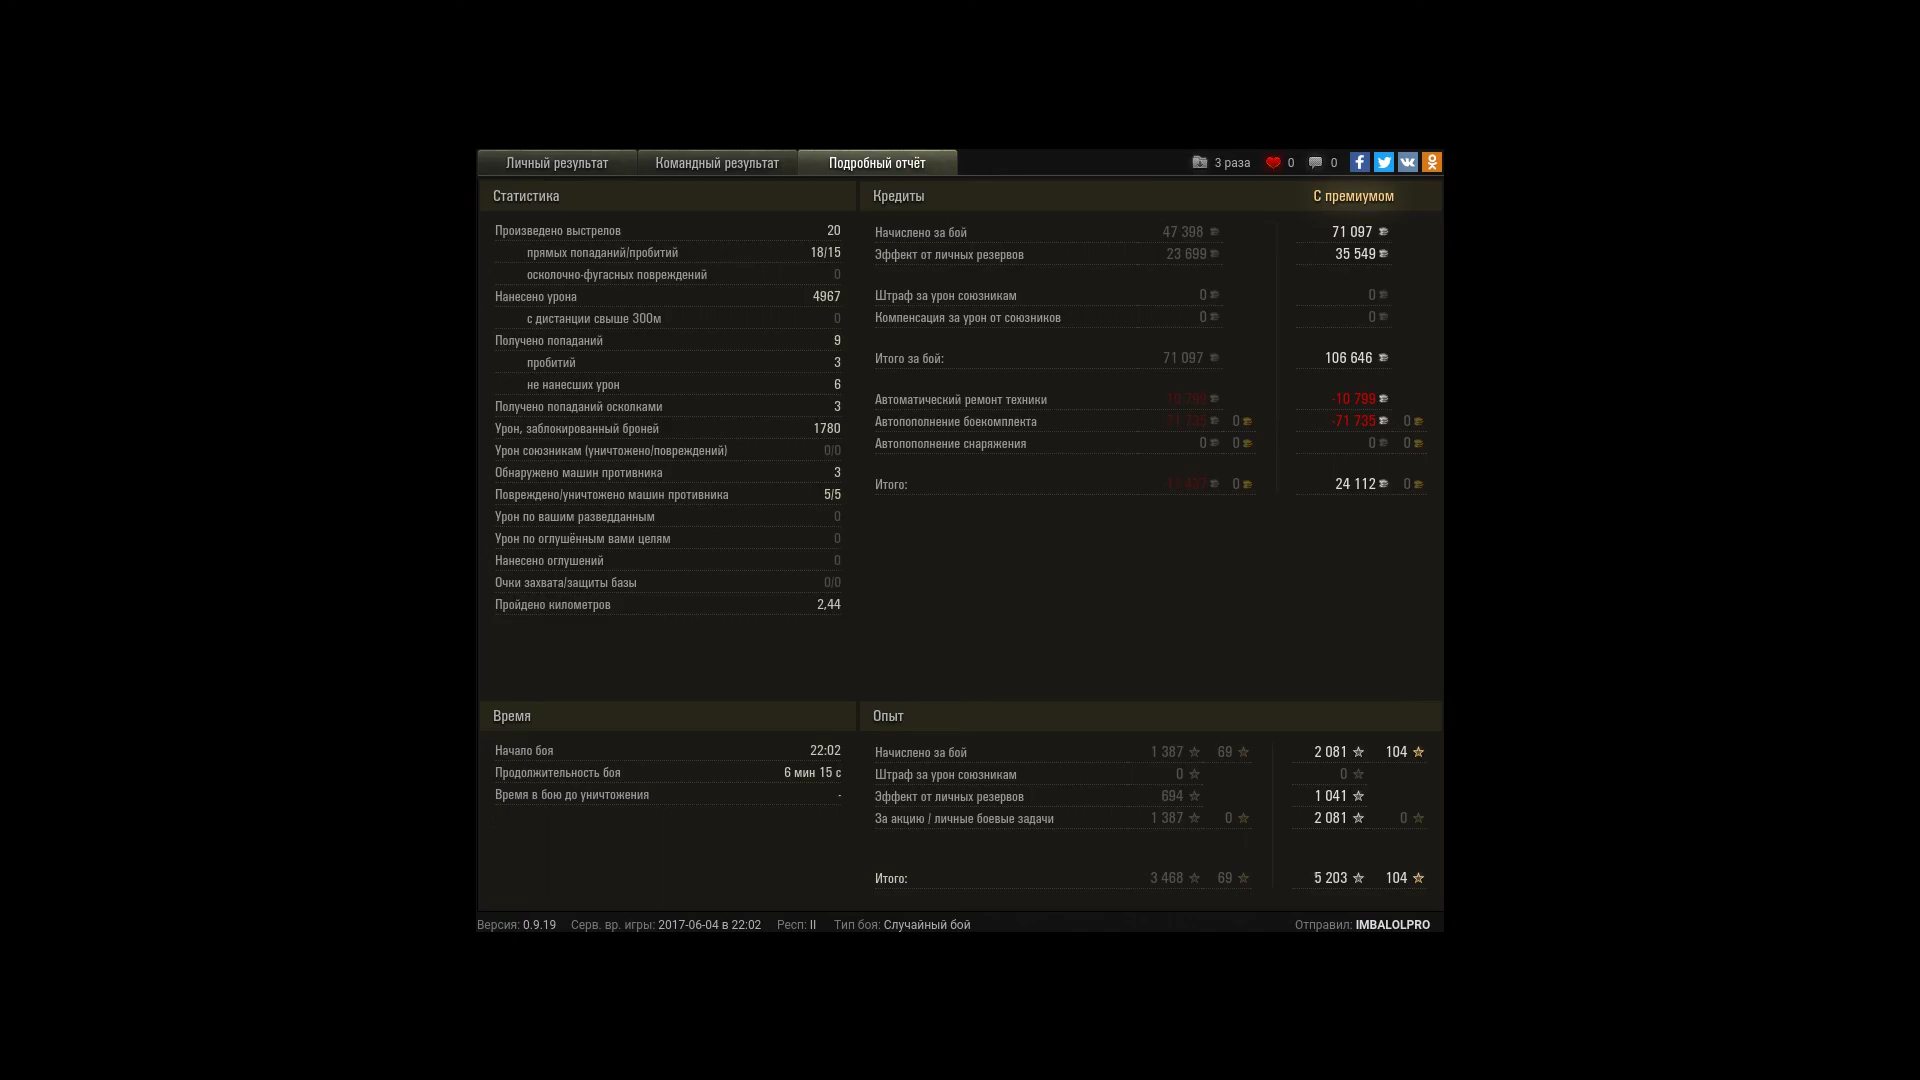 Личный результат Командный результат Подробный отчёт 3 раза 0 0
Статистика
Произведено выстрелов 20
прямых попаданий/пробитий 18/15
осколочно-фугасных повреждений 0
Нанесено урона 4967
с дистанции свыше 300м 0
Получено попаданий 9
пробитий 3
не нанесших урон 6
Получено попаданий осколками 3
Урон, заблокированный броней 1780
Урон союзникам (уничтожено/повреждений) 0/0
Обнаружено машин противника 3
Повреждено/уничтожено машин противника 5/5
Урон по вашим разведданным 0
Урон по оглушённым вами целям 0
Нанесено оглушений 0
Очки захвата/защиты базы 0/0
Пройдено километров 2,44
Кредиты С премиумом
Начислено за бой 47 398 71 097
Эффект от личных резервов 23 699 35 549
Штраф за урон союзникам 0 0
Компенсация за урон от союзников 0 0
Итого за бой: 71 097 106 646
Автоматический ремонт техники -10 799 -10 799
Автопополнение боекомплекта -71 735 0 -71 735 0
Автопополнение снаряжения 0 0 0 0
Итого: 0 24 112 0
Время
Начало боя 22:02
Продолжительность боя 6 мин 15 с
Время в бою до уничтожения -
Опыт
Начислено за бой 1 387 69 2 081 104
Штраф за урон союзникам 0 0
Эффект от личных резервов 694 1 041
За акцию / личные боевые задачи 1 387 0 2 081 0
Итого: 3 468 69 5 203 104
Версия: 0.9.19 Серв. вр. игры: 2017-06-04 в 22:02 Респ: II Тип боя: Случайный бой Отправил: IMBALOLPRO